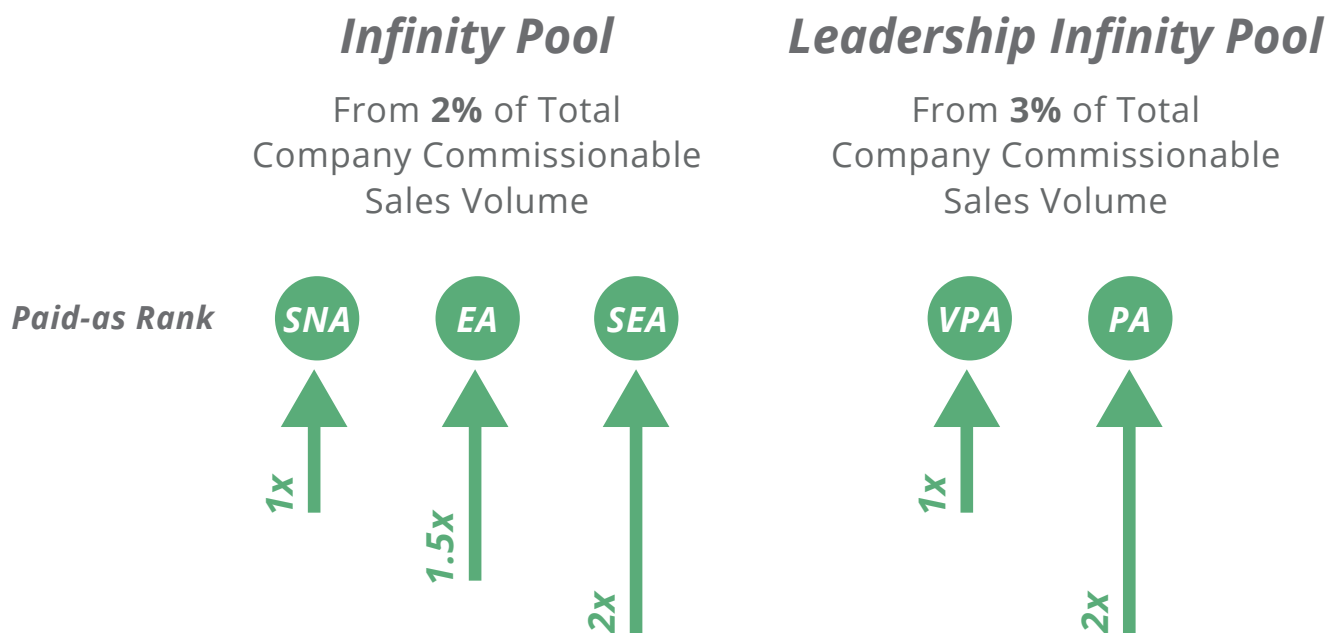 Infinity Pool
From 2% of Total
Company Commissionable
Sales Volume
Leadership Infinity Pool
From 3% of Total
Company Commissionable
Sales Volume
Paid-as Rank
SNA
EA
SEA
VPA
PA
1x
1.5x
2x
1x
2x